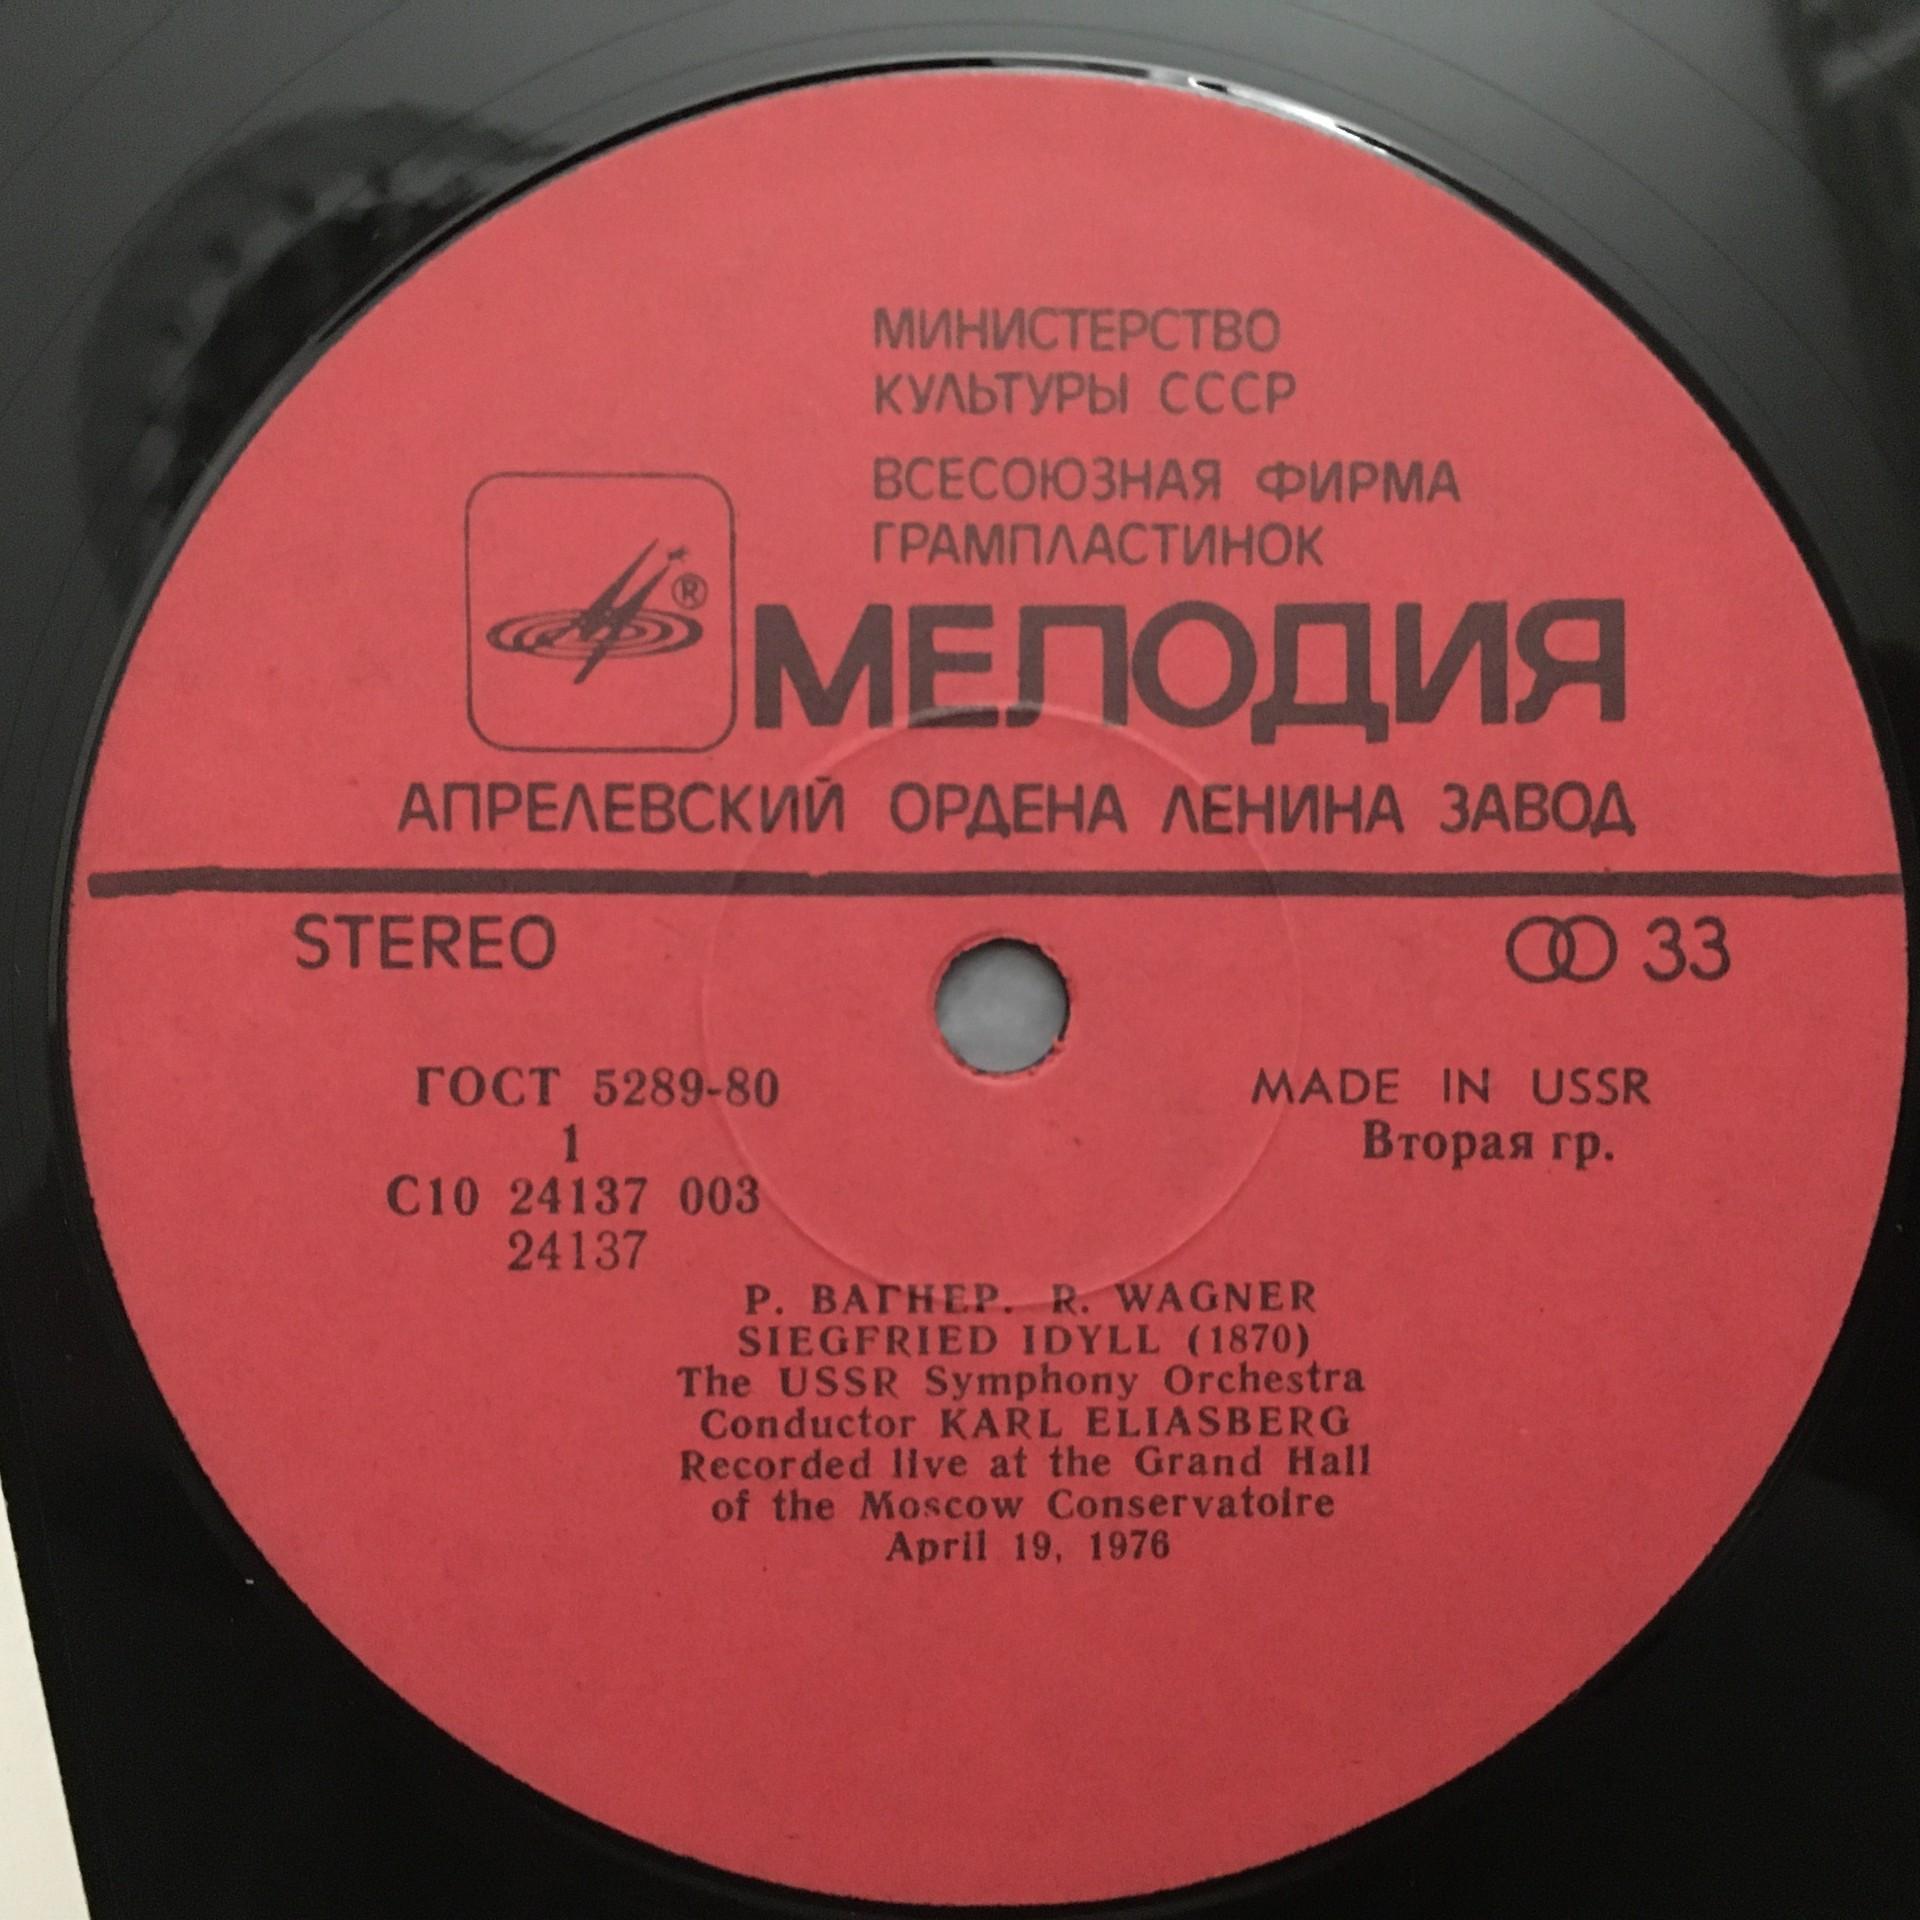 МИНИСТЕРСТВО
КУЛЬТУРЫ СССР
ВСЕСОЮЗНАЯ ФИРМА
ГРАМПЛАСТИНОК
®
МЕЛОДИЯ
АПРЕЛЕВСКИЙ ОРДЕНА ЛЕНИНА ЗАВОД
STEREO
33
ГОСТ 5289-80
MADE IN USSR
1
Вторая гр.
С10 24137 003
24137
Р. ВАГНЕР. R. WAGNER
SIEGFRIED IDYLL (1870)
The USSR Symphony Orchestra
Conductor KARL ELIASBERG
Recorded live at the Grand Hall
of the Moscow Conservatoire
April 19, 1976